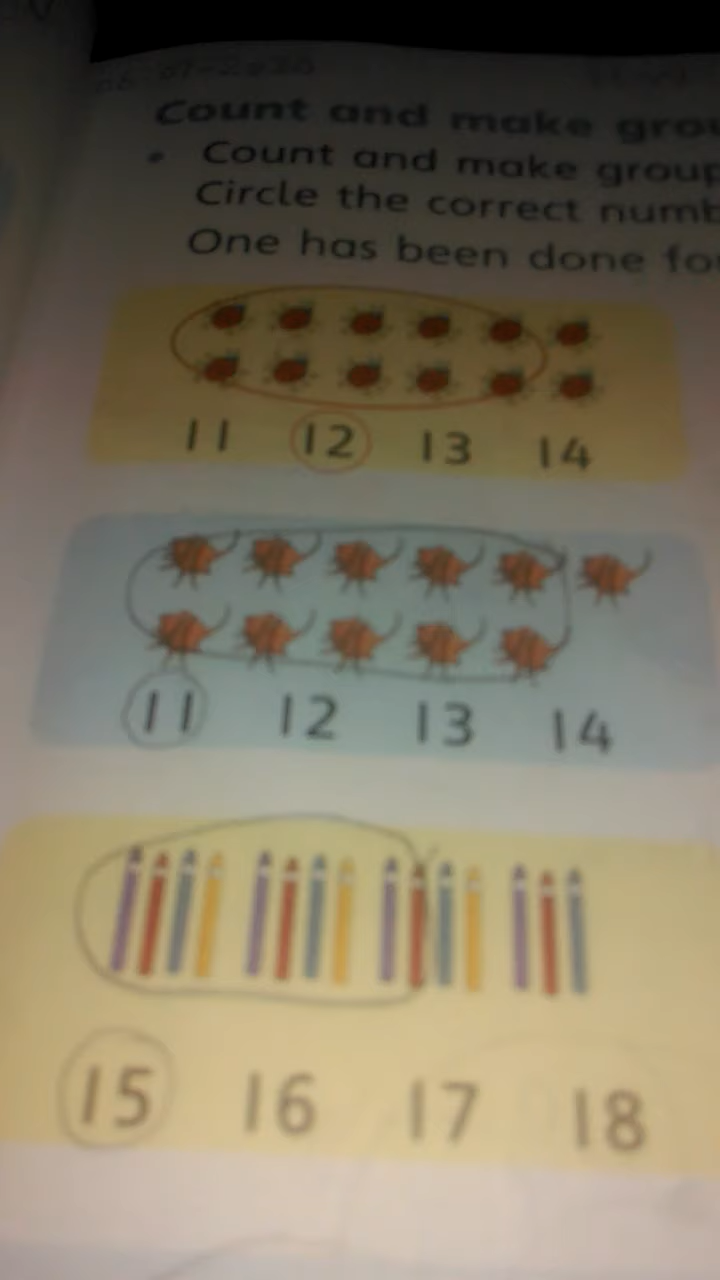 Count and make grou
• Count and make group
Circle the correct numb
One has been done fo
11 12 13 14
11 12 13 14
15 16 17 18